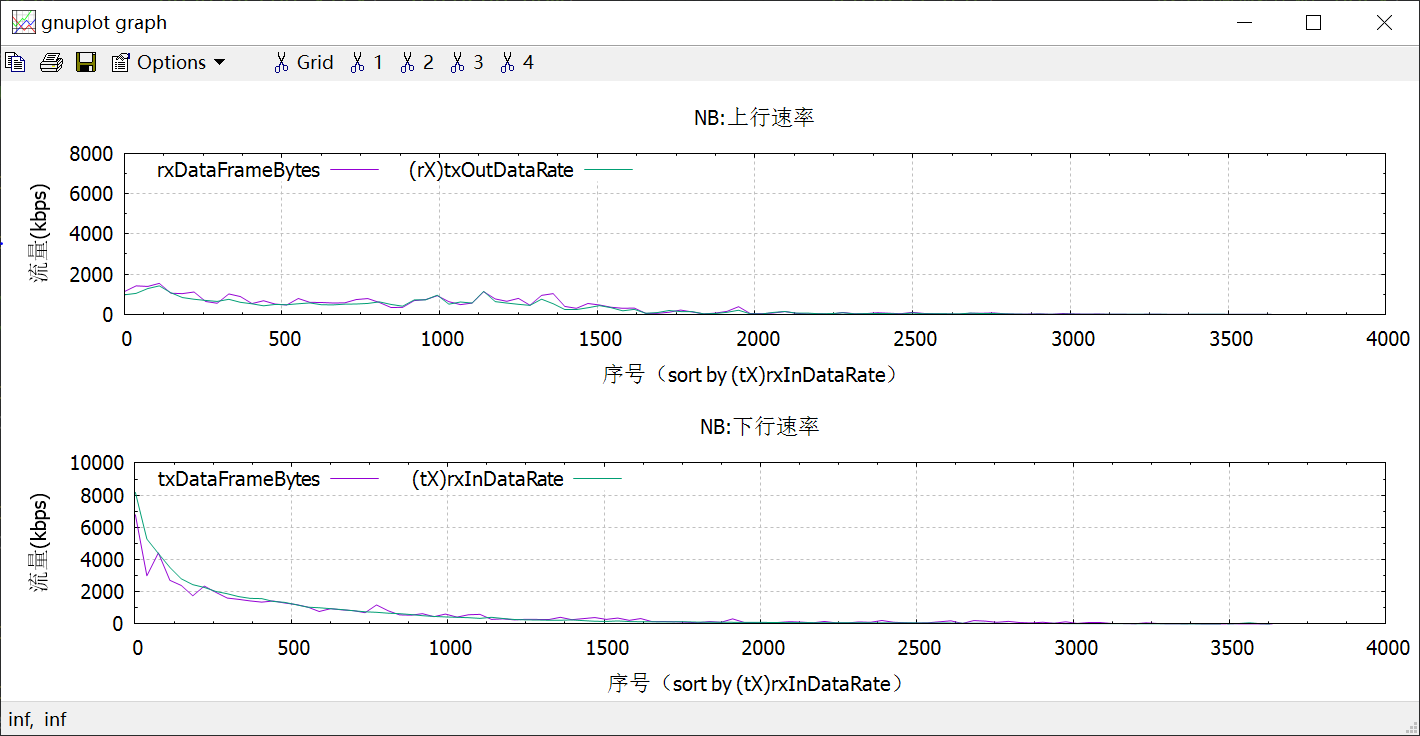 gnuplot graph
Options Grid 1 2 3 4
NB:上行速率
8000
6000
4000
2000
0
流量(kbps)
rxDataFrameBytes (rX)txOutDataRate
0 500 1000 1500 2000 2500 3000 3500 4000
序号（sort by (tX)rxInDataRate）
NB:下行速率
10000
8000
6000
4000
2000
0
流量(kbps)
txDataFrameBytes (tX)rxInDataRate
0 500 1000 1500 2000 2500 3000 3500 4000
序号（sort by (tX)rxInDataRate）
inf, inf